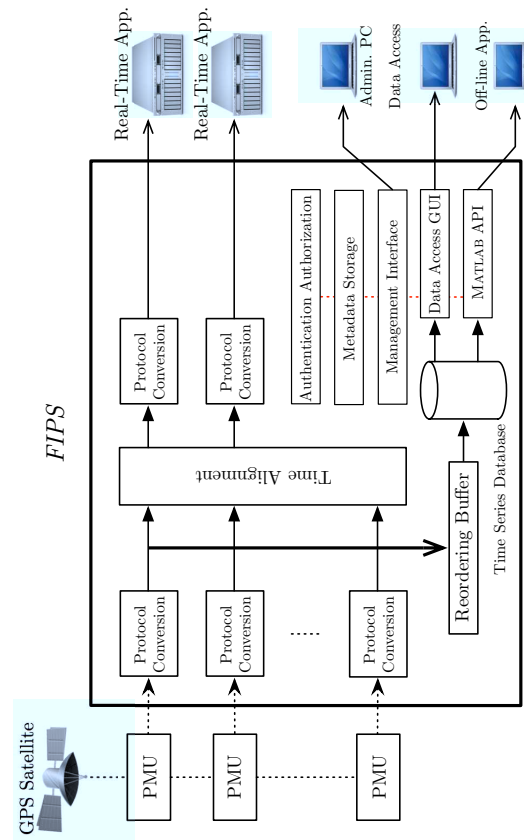 FIPS
GPS Satellite
PMU
PMU
PMU
Protocol
Conversion
Protocol
Conversion
Protocol
Conversion
Time Alignment
Reordering Buffer
Time Series Database
Protocol
Conversion
Protocol
Conversion
Authentication Authorization
Metadata Storage
Management Interface
Data Access GUI
Matlab API
Real-Time App.
Real-Time App.
Admin. PC
Data Access
Off-line App.